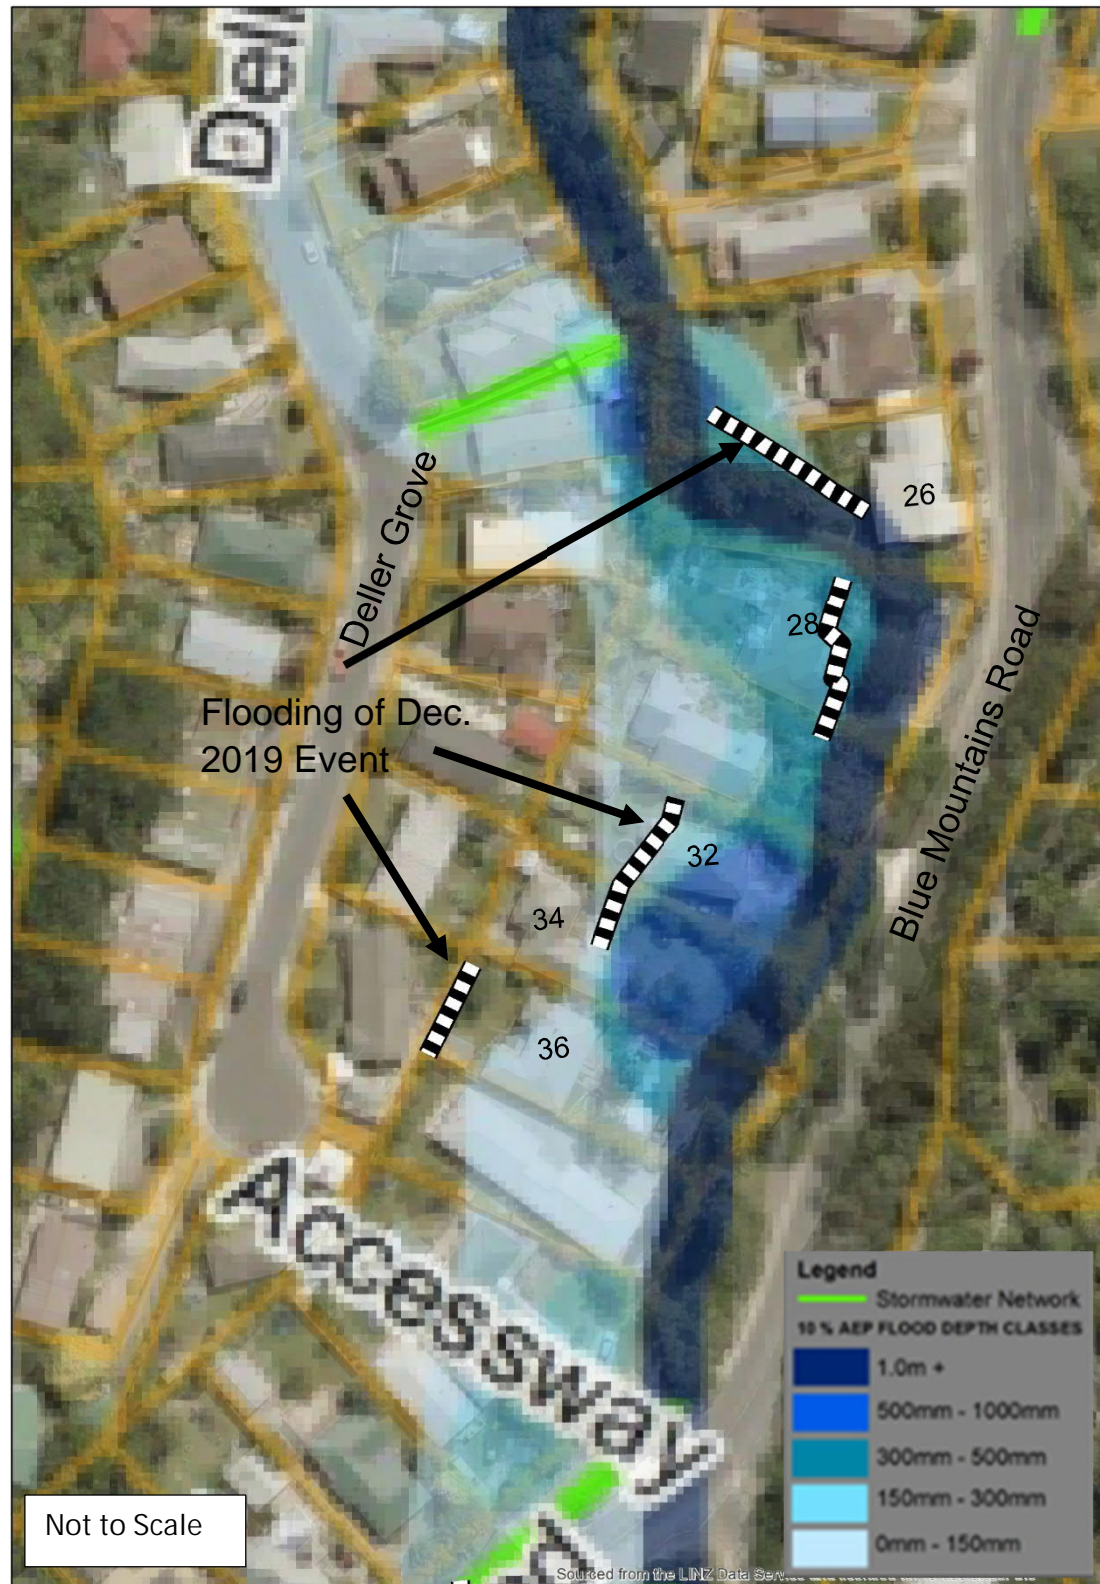 Del
Deller Grove
26
28
Flooding of Dec.
2019 Event
32
34
36
Blue Mountains Road
Accessway
Legend
Stormwater Network
10 % AEP FLOOD DEPTH CLASSES
1.0m +
500mm - 1000mm
300mm - 500mm
150mm - 300mm
0mm - 150mm
Not to Scale
Sourced from the LINZ Data